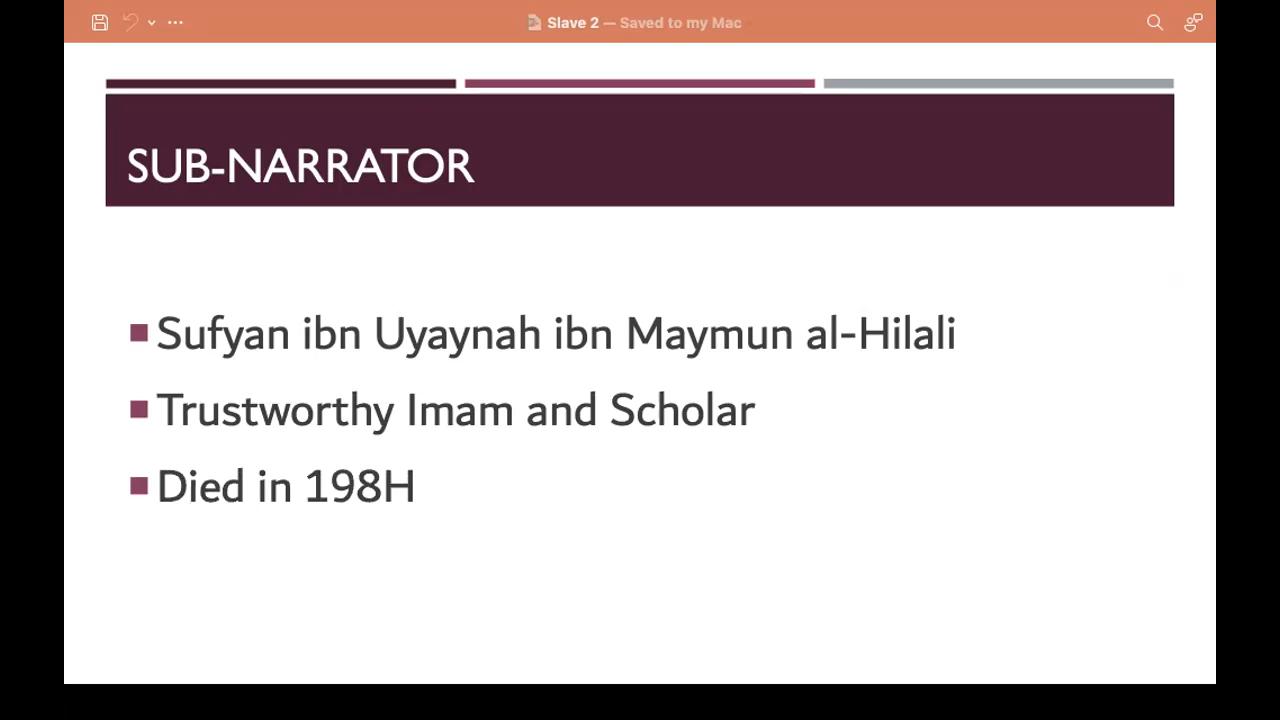 Slave 2 — Saved to my Mac
SUB-NARRATOR
Sufyan ibn Uyaynah ibn Maymun al-Hilali
Trustworthy Imam and Scholar
Died in 198H